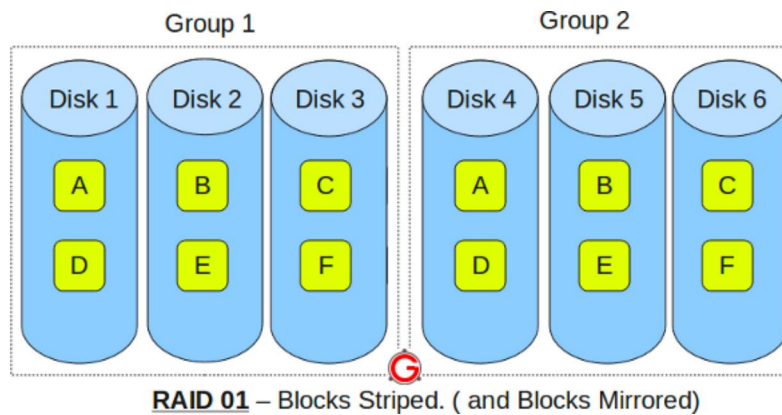 Group 1 Group 2
Disk 1 Disk 2 Disk 3 Disk 4 Disk 5 Disk 6
A B C A B C
D E F D E F
G
RAID 01 – Blocks Striped. ( and Blocks Mirrored)